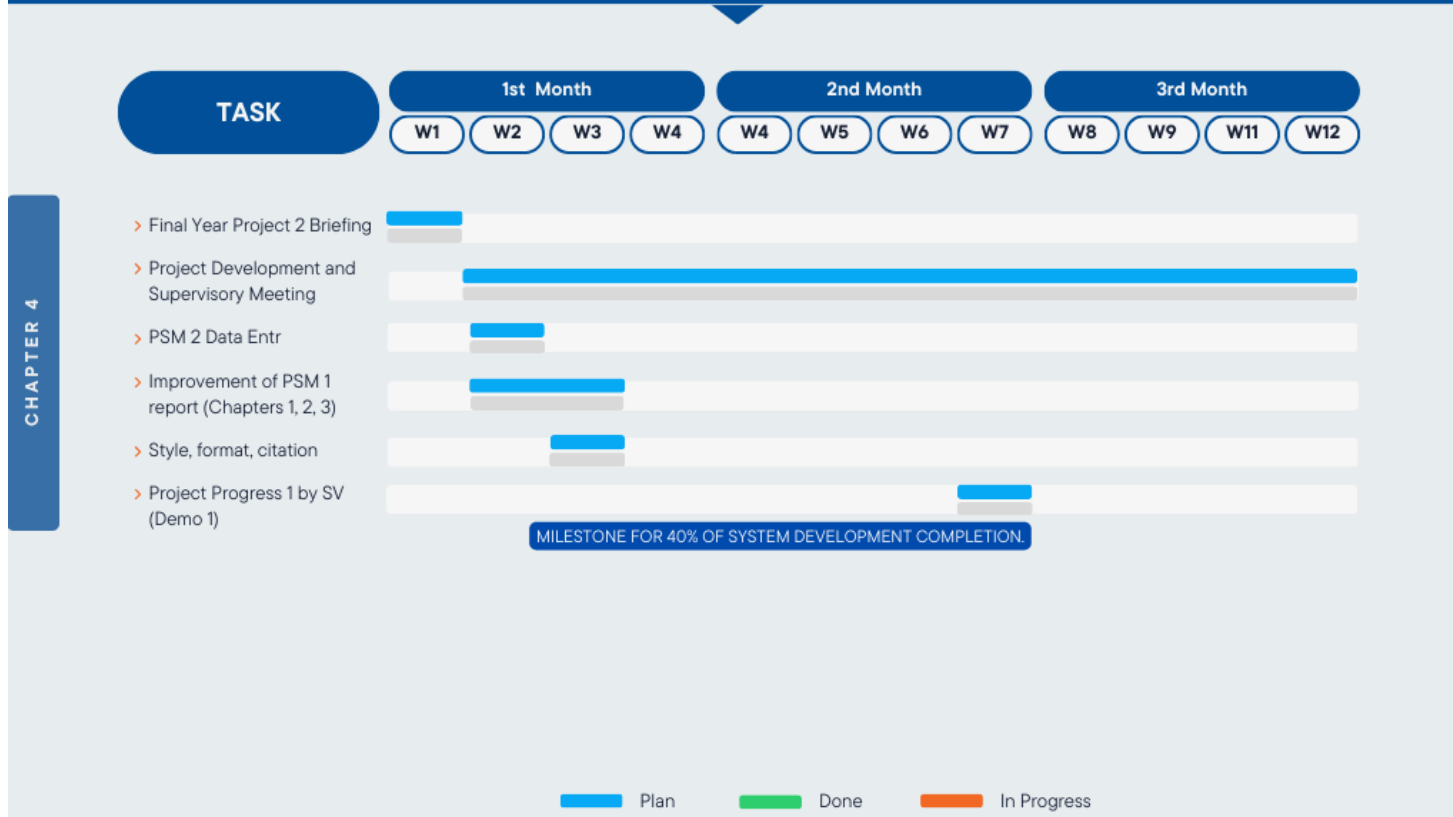 TASK
1st Month
2nd Month
3rd Month
W1 W2 W3 W4 W4 W5 W6 W7 W8 W9 W11 W12
CHAPTER 4
Final Year Project 2 Briefing
Project Development and
Supervisory Meeting
PSM 2 Data Entr
Improvement of PSM 1
report (Chapters 1, 2, 3)
Style, format, citation
Project Progress 1 by SV
(Demo 1)
MILESTONE FOR 40% OF SYSTEM DEVELOPMENT COMPLETION.
Plan
Done
In Progress